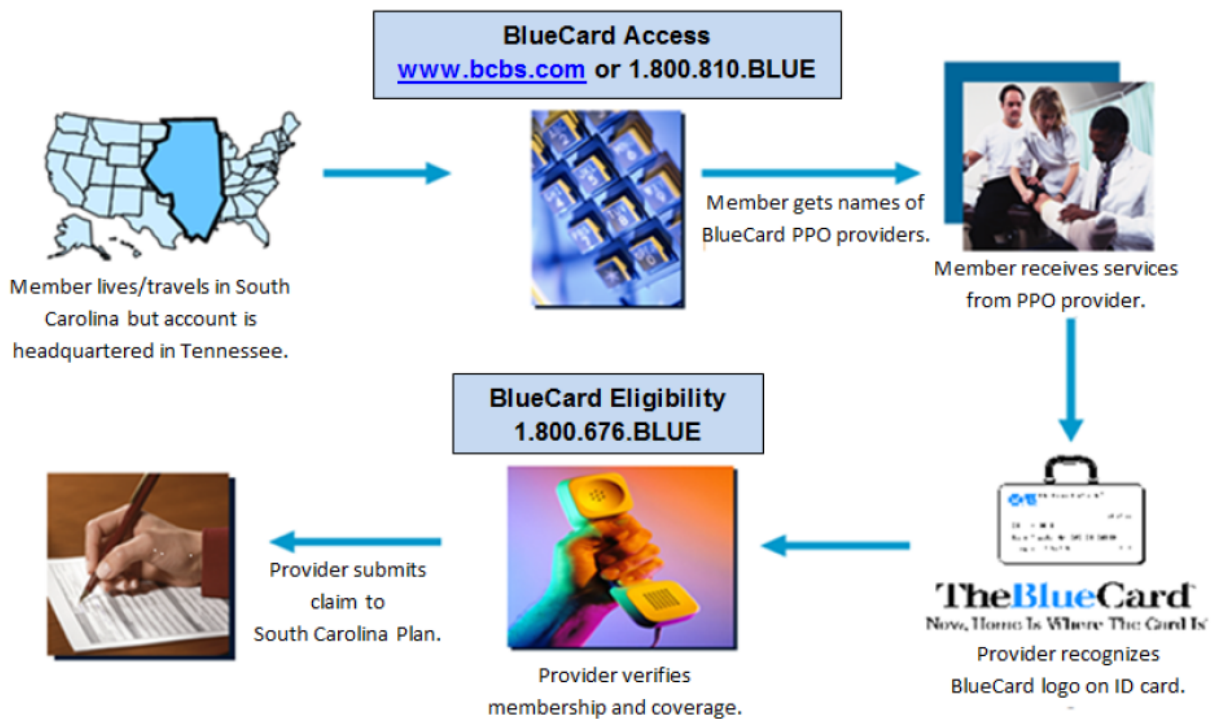 BlueCard Access
www.bcbs.com or 1.800.810.BLUE
Member lives/travels in South
Carolina but account is
headquartered in Tennessee.
Member gets names of
BlueCard PPO providers.
Member receives services
from PPO provider.
TheBlueCard
Now, Home Is Where The Card Is
Provider recognizes
BlueCard logo on ID card.
BlueCard Eligibility
1.800.676.BLUE
Provider verifies
membership and coverage.
Provider submits
claim to
South Carolina Plan.